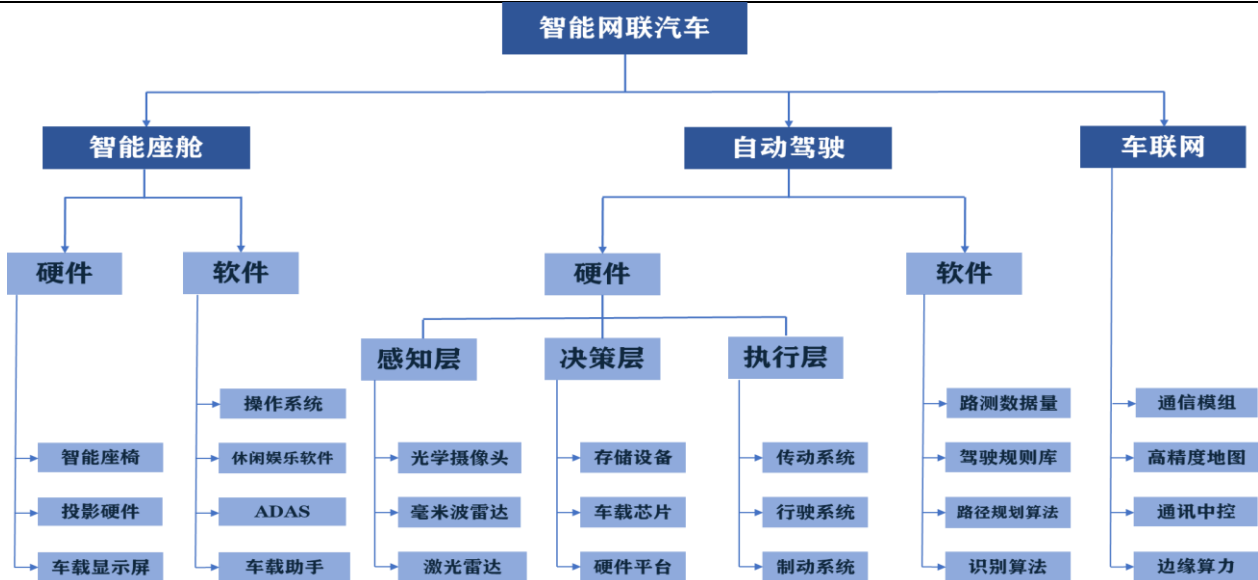 智能网联汽车
智能座舱
自动驾驶
车联网
硬件
软件
硬件
软件
感知层
决策层
执行层
操作系统
路测数据量
通信模组
智能座椅
休闲娱乐软件
光学摄像头
存储设备
传动系统
驾驶规则库
高精度地图
投影硬件
ADAS
毫米波雷达
车载芯片
行驶系统
路径规划算法
通讯中控
车载显示屏
车载助手
激光雷达
硬件平台
制动系统
识别算法
边缘算力